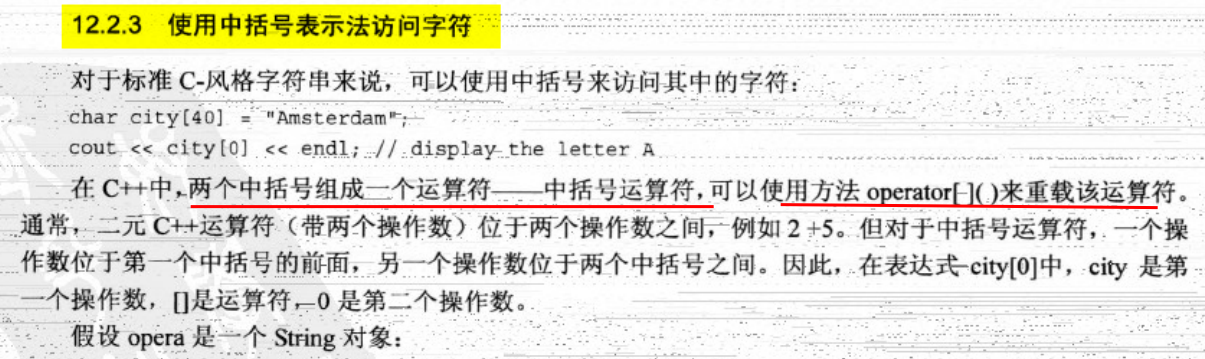 12.2.3 使用中括号表示法访问字符
对于标准 C-风格字符串来说，可以使用中括号来访问其中的字符：
char city[40] = "Amsterdam";
cout << city[0] << endl; // display the letter A
在 C++中，两个中括号组成一个运算符——中括号运算符，可以使用方法 operator[]( )来重载该运算符。
通常，二元 C++运算符（带两个操作数）位于两个操作数之间，例如 2 +5。但对于中括号运算符，一个操
作数位于第一个中括号的前面，另一个操作数位于两个中括号之间。因此，在表达式 city[0]中，city 是第
一个操作数，[]是运算符，0 是第二个操作数。
假设 opera 是一个 String 对象：